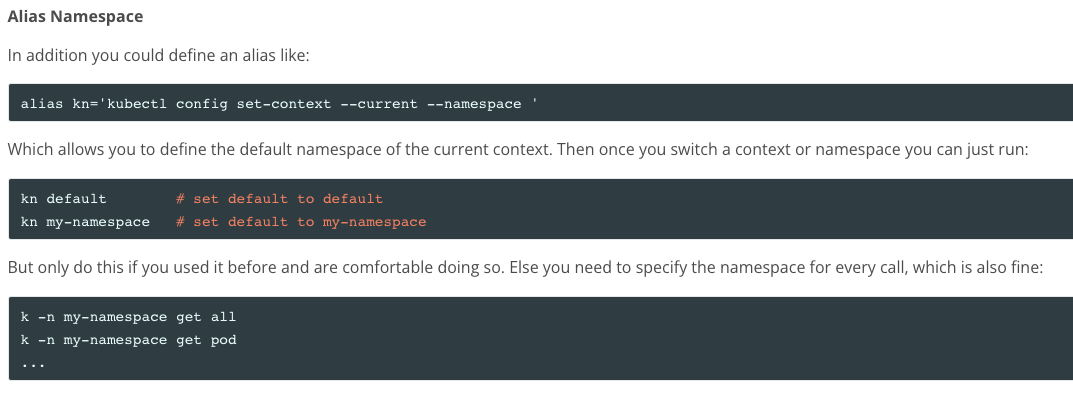 Alias Namespace
In addition you could define an alias like:
alias kn='kubectl config set-context --current --namespace '
Which allows you to define the default namespace of the current context. Then once you switch a context or namespace you can just run:
kn default        # set default to default
kn my-namespace   # set default to my-namespace
But only do this if you used it before and are comfortable doing so. Else you need to specify the namespace for every call, which is also fine:
k -n my-namespace get all
k -n my-namespace get pod
...